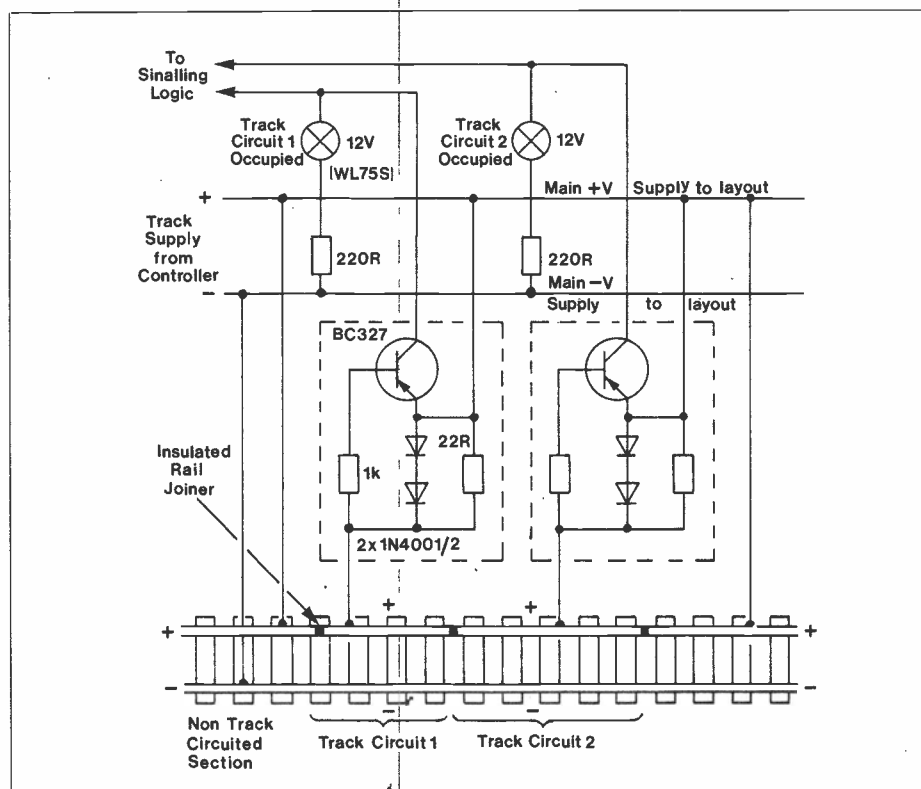 To
Sinalling
Logic
Track
Circuit 1
Occupied
12V
(WL75S)
Track
Circuit 2
Occupied
12V
+
Main +V Supply to layout
Track
Supply
from
Controller
220R
220R
-
Main -V
Supply to layout
BC327
Insulated
Rail
Joiner
1k
22R
2x1N4001/2
+
+
+
+
-
-
-
-
Non Track
Circuited
Section
Track Circuit 1
Track Circuit 2